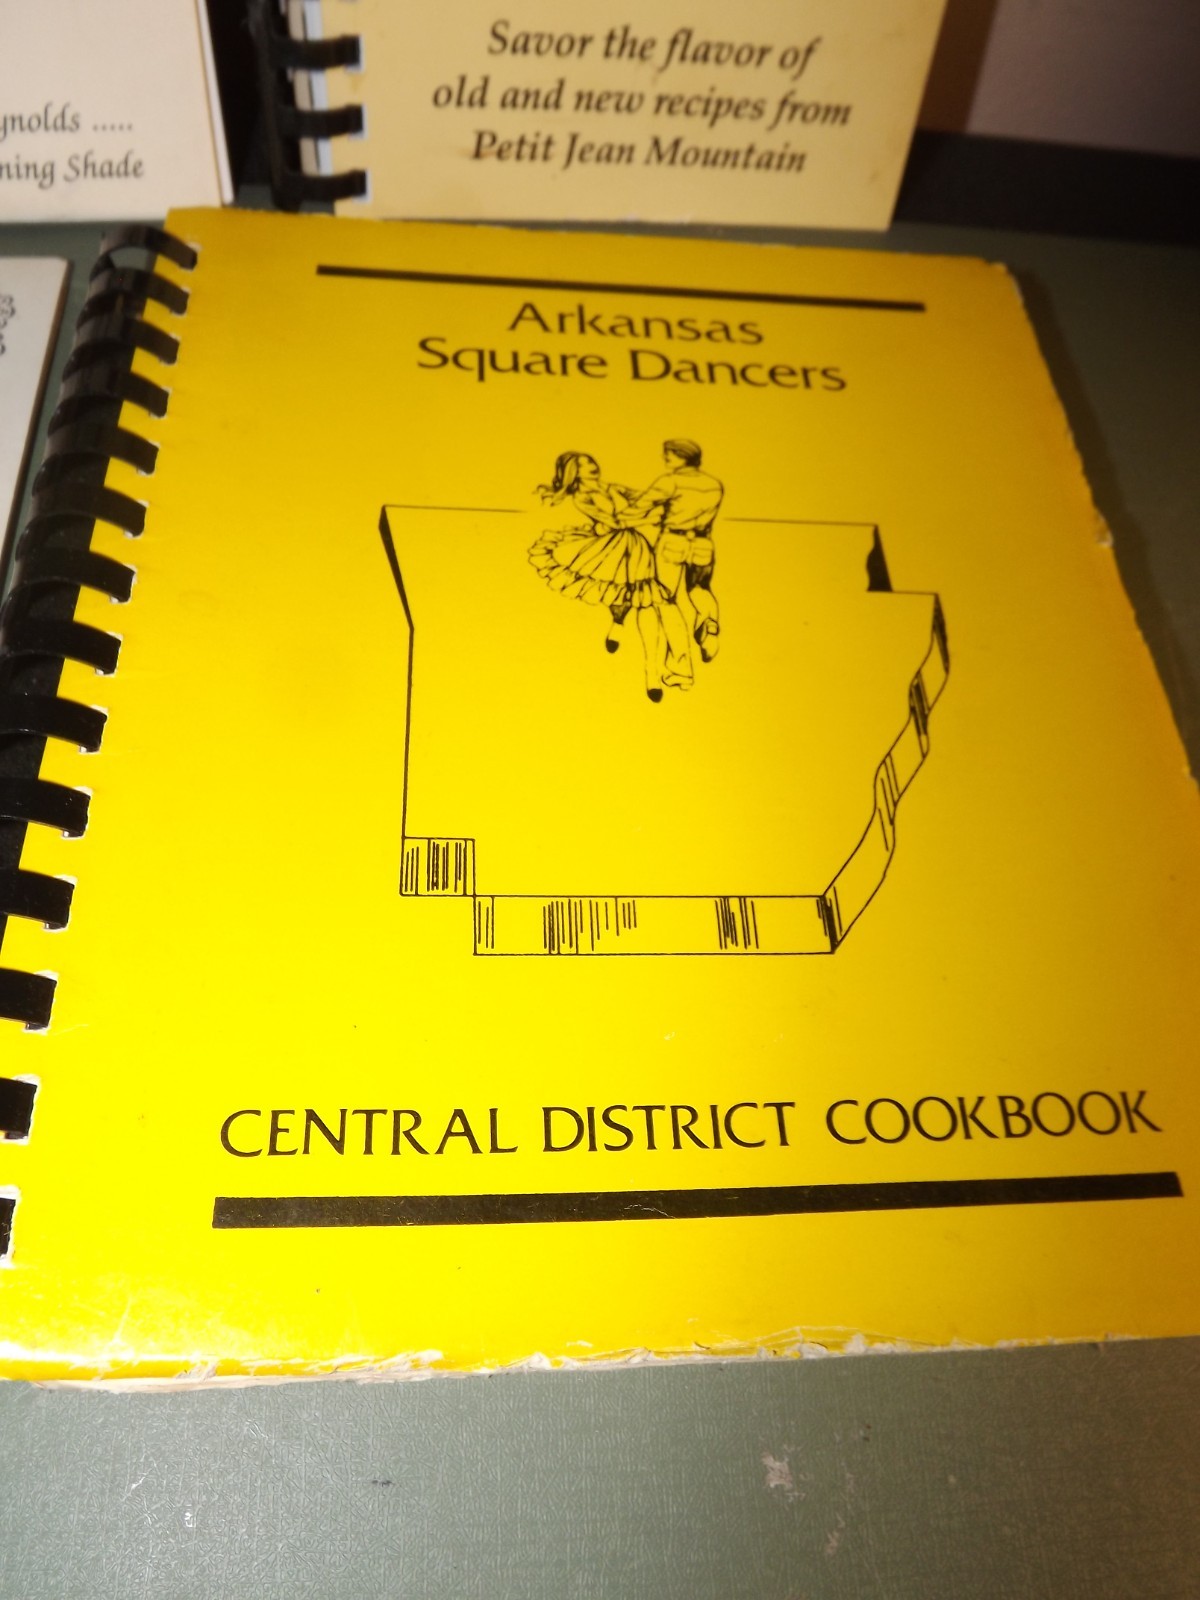 ynolds .....
ning Shade
Savor the flavor of
old and new recipes from
Petit Jean Mountain
Arkansas
Square Dancers
CENTRAL DISTRICT COOKBOOK